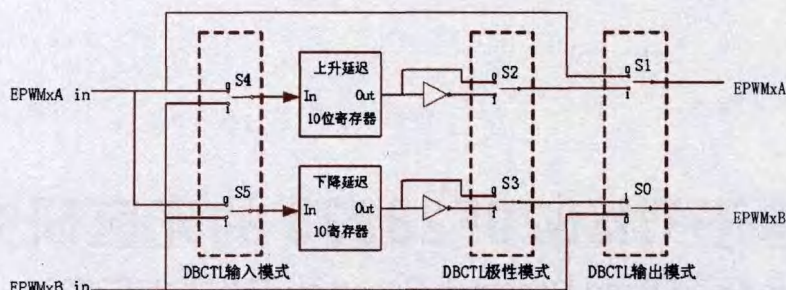 上升延迟
S4
S2
S1
0
0
0
EPWMxA in
In
Out
EPWMxA
1
1
1
10位寄存器
下降延迟
S5
S3
S0
0
0
1
In
Out
EPWMxB
1
1
0
10寄存器
DBCTL输入模式
DBCTL极性模式
DBCTL输出模式
EPWMxB in